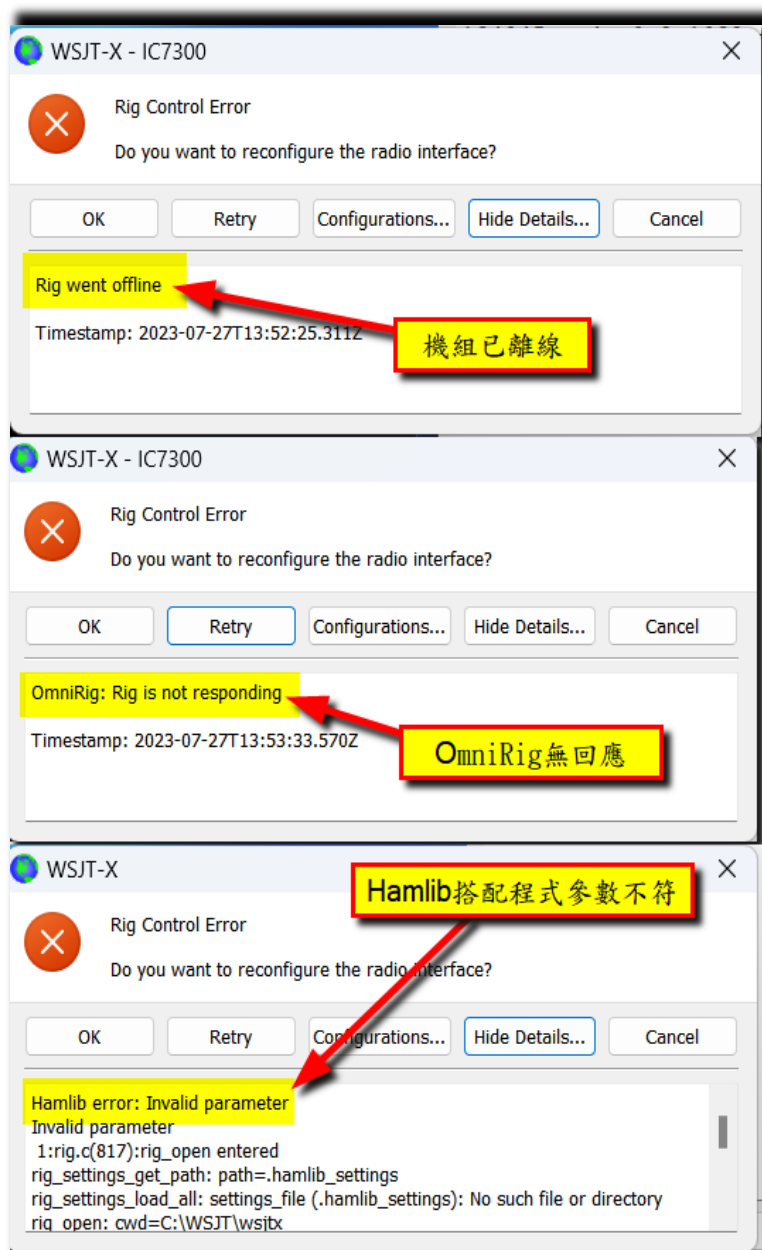 WSJT-X - IC7300
Rig Control Error
Do you want to reconfigure the radio interface?
OK Retry Configurations... Hide Details... Cancel
Rig went offline
Timestamp: 2023-07-27T13:52:25.311Z
機組已離線
WSJT-X - IC7300
Rig Control Error
Do you want to reconfigure the radio interface?
OK Retry Configurations... Hide Details... Cancel
OmniRig: Rig is not responding
Timestamp: 2023-07-27T13:53:33.570Z
OmniRig無回應
WSJT-X
Hamlib搭配程式參數不符
Rig Control Error
Do you want to reconfigure the radio interface?
OK Retry Configurations... Hide Details... Cancel
Hamlib error: Invalid parameter
Invalid parameter
1:rig.c(817):rig_open entered
rig_settings_get_path: path=.hamlib_settings
rig_settings_load_all: settings_file (.hamlib_settings): No such file or directory
rig_open: cwd=C:\WSJT\wsjtx